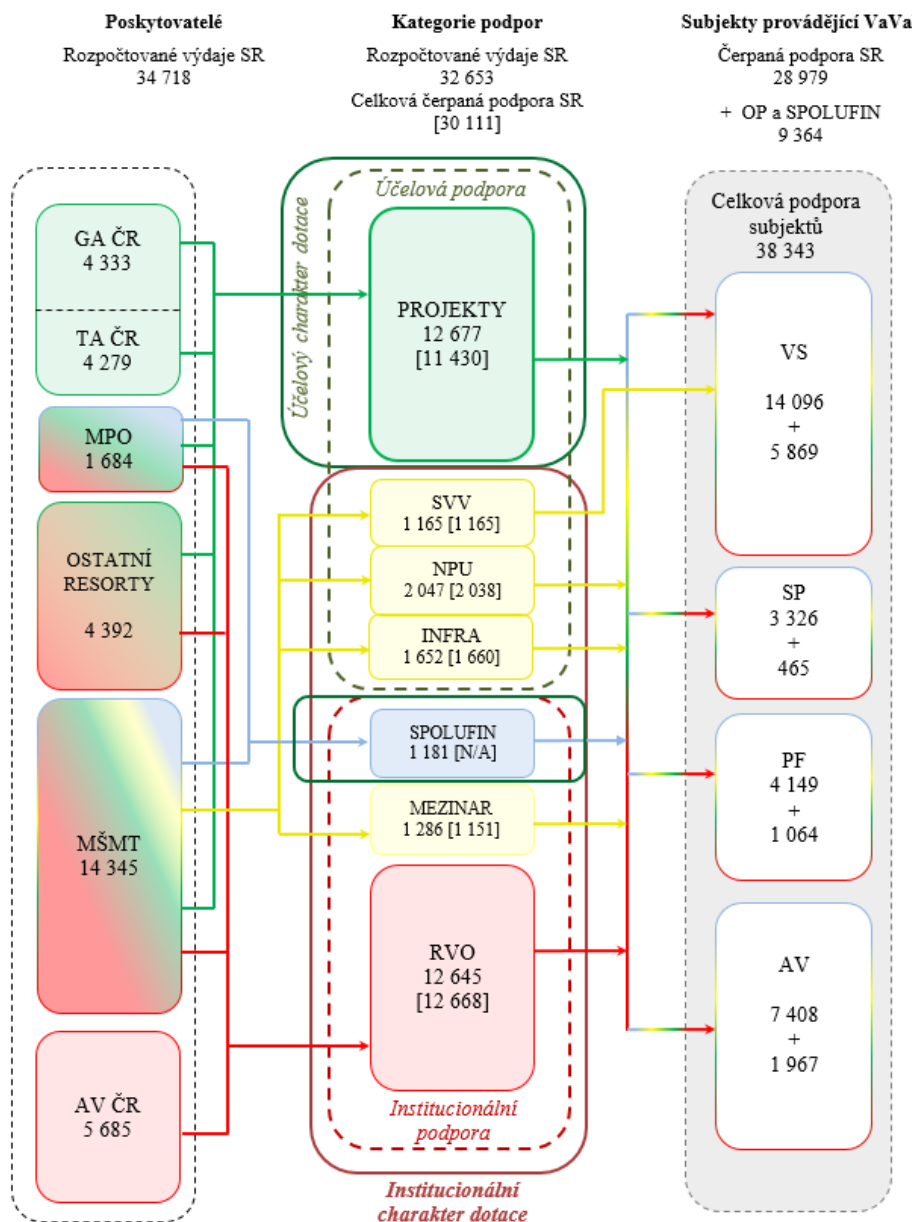 Poskytovatelé
Rozpočtované výdaje SR
34 718
Kategorie podpor
Rozpočtované výdaje SR
32 653
Celková čerpaná podpora SR
[30 111]
Subjekty provádějící VaVa
Čerpaná podpora SR
28 979
+ OP a SPOLUFIN
9 364
GA ČR
4 333
TA ČR
4 279
MPO
1 684
OSTATNÍ
RESORTY
4 392
MŠMT
14 345
AV ČR
5 685
Účelový charakter dotace
Účelová podpora
PROJEKTY
12 677
[11 430]
SVV
1 165 [1 165]
NPU
2 047 [2 038]
INFRA
1 652 [1 660]
SPOLUFIN
1 181 [N/A]
MEZINAR
1 286 [1 151]
RVO
12 645
[12 668]
Institucionální
podpora
Institucionální
charakter dotace
Celková podpora
subjektů
38 343
VS
14 096
+
5 869
SP
3 326
+
465
PF
4 149
+
1 064
AV
7 408
+
1 967